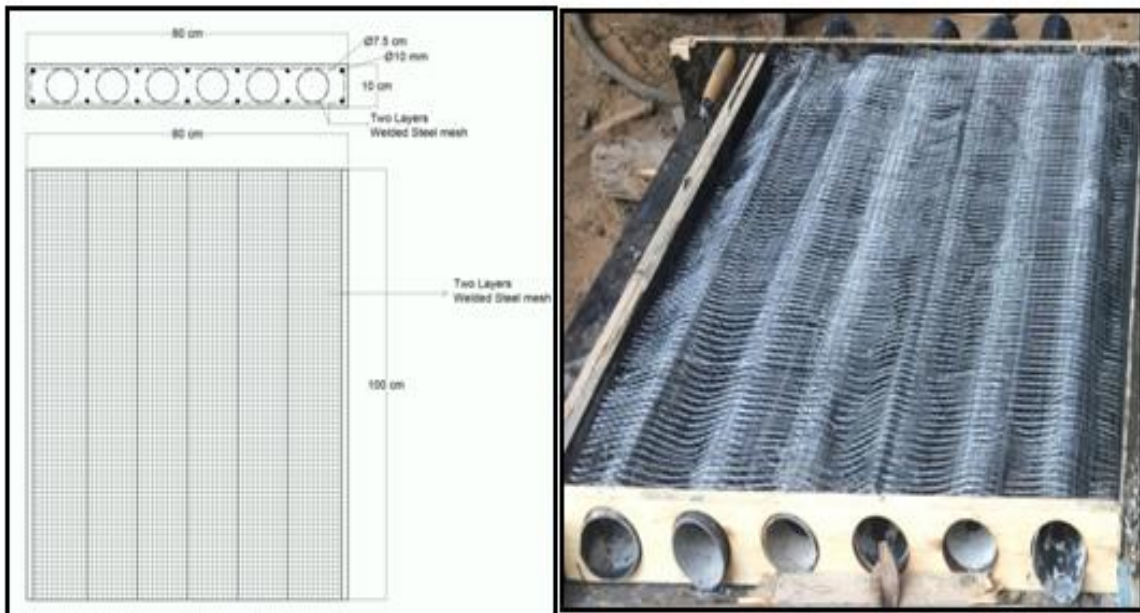 80 cm
Ø7.5 cm
Ø10 mm
10 cm
Two Layers
Welded Steel mesh
80 cm
Two Layers
Welded Steel mesh
100 cm